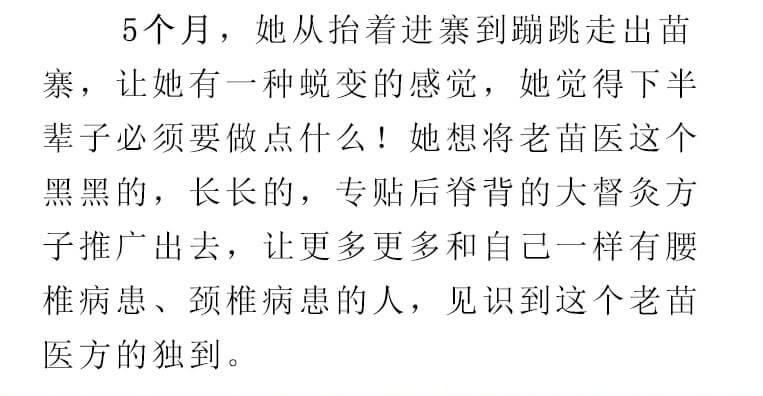 5个月，她从抬着进寨到蹦跳走出苗
寨，让她有一种蜕变的感觉，她觉得下半
辈子必须要做点什么！她想将老苗医这个
黑黑的，长长的，专贴后脊背的大督灸方
子推广出去，让更多更多和自己一样有腰
椎病患、颈椎病患的人，见识到这个老苗
医方的独到。